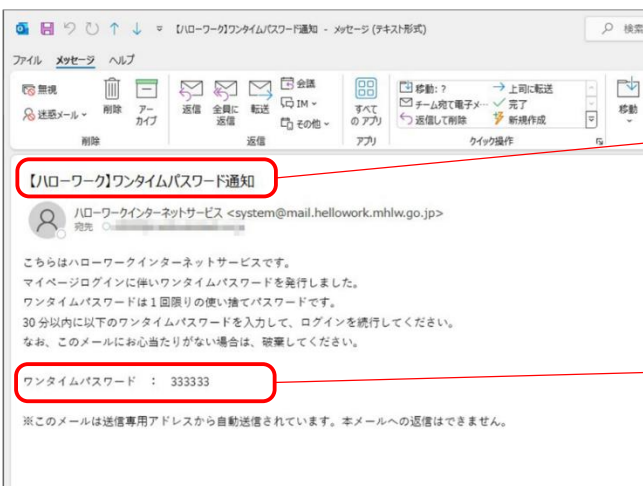 【ハローワーク】ワンタイムパスワード通知 - メッセージ (テキスト形式)
検索
ファイル メッセージ ヘルプ
無視
迷惑メール
削除
アーカイブ
削除
返信
全員に返信
転送
会議
IM
その他
返信
すべてのアプリ
アプリ
移動: ?
チーム宛て電子メ…
返信して削除
上司に転送
完了
新規作成
クイック操作
移動
【ハローワーク】ワンタイムパスワード通知
ハローワークインターネットサービス <system@mail.hellowork.mhlw.go.jp>
宛先
こちらはハローワークインターネットサービスです。
マイページログインに伴いワンタイムパスワードを発行しました。
ワンタイムパスワードは1回限りの使い捨てパスワードです。
30 分以内に以下のワンタイムパスワードを入力して、ログインを続行してください。
なお、このメールにお心当たりがない場合は、破棄してください。
ワンタイムパスワード ： 333333
※このメールは送信専用アドレスから自動送信されています。本メールへの返信はできません。